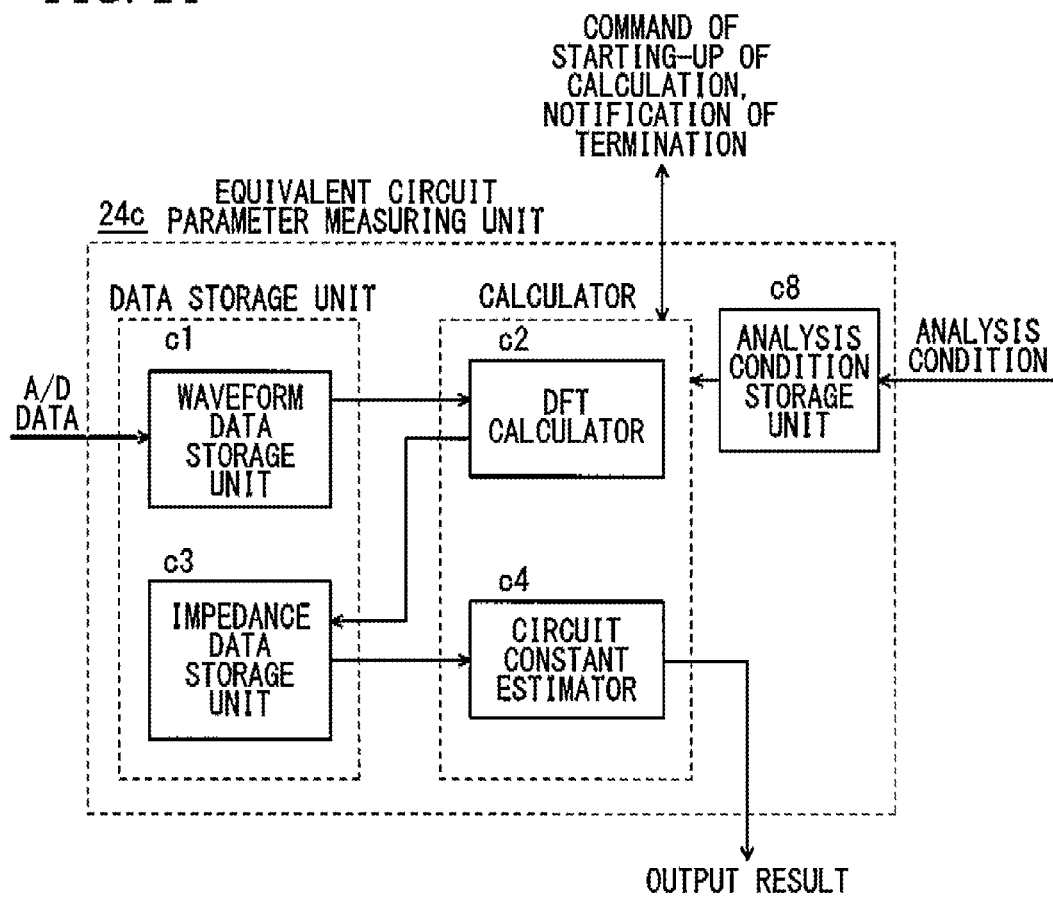 COMMAND OF
STARTING-UP OF
CALCULATION,
NOTIFICATION OF
TERMINATION
EQUIVALENT CIRCUIT
24c PARAMETER MEASURING UNIT
DATA STORAGE UNIT
CALCULATOR
c8
ANALYSIS
CONDITION
STORAGE
UNIT
ANALYSIS
CONDITION
A/D
DATA
c1
WAVEFORM
DATA
STORAGE
UNIT
c2
DFT
CALCULATOR
c3
IMPEDANCE
DATA
STORAGE
UNIT
c4
CIRCUIT
CONSTANT
ESTIMATOR
OUTPUT RESULT